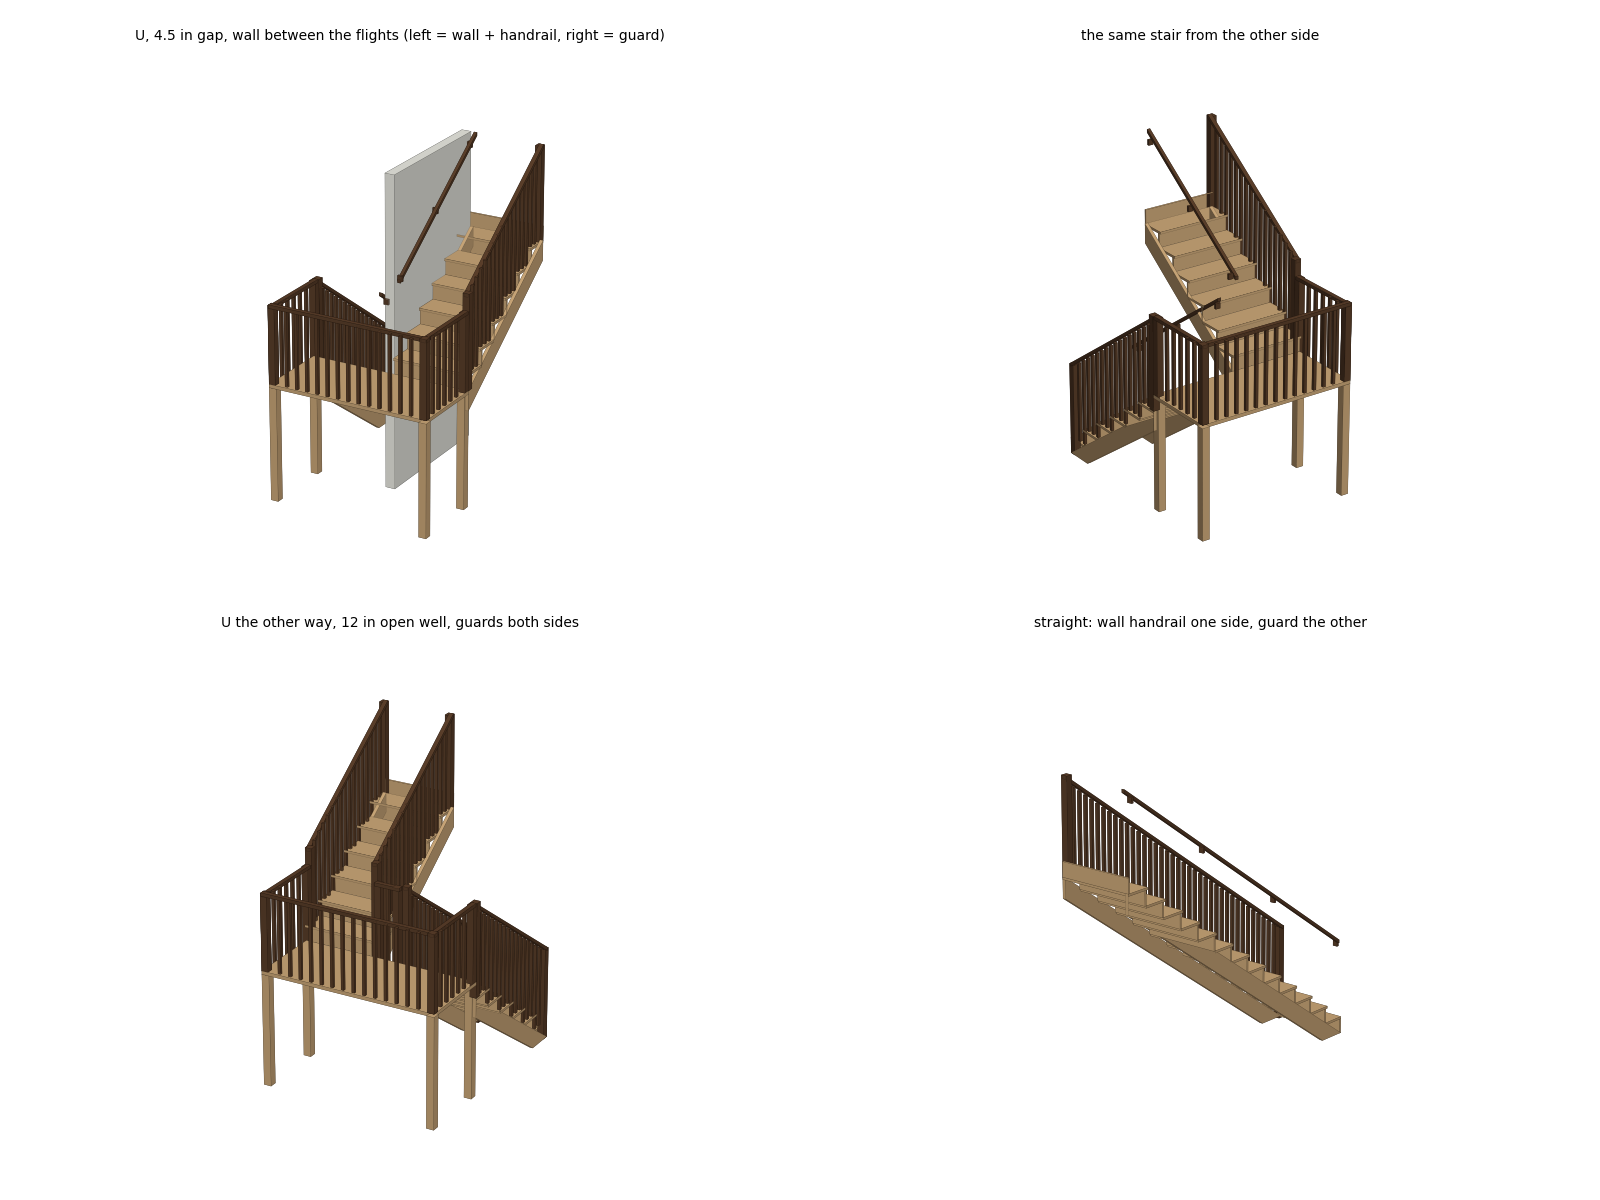 U, 4.5 in gap, wall between the flights (left = wall + handrail, right = guard)
the same stair from the other side
U the other way, 12 in open well, guards both sides
straight: wall handrail one side, guard the other